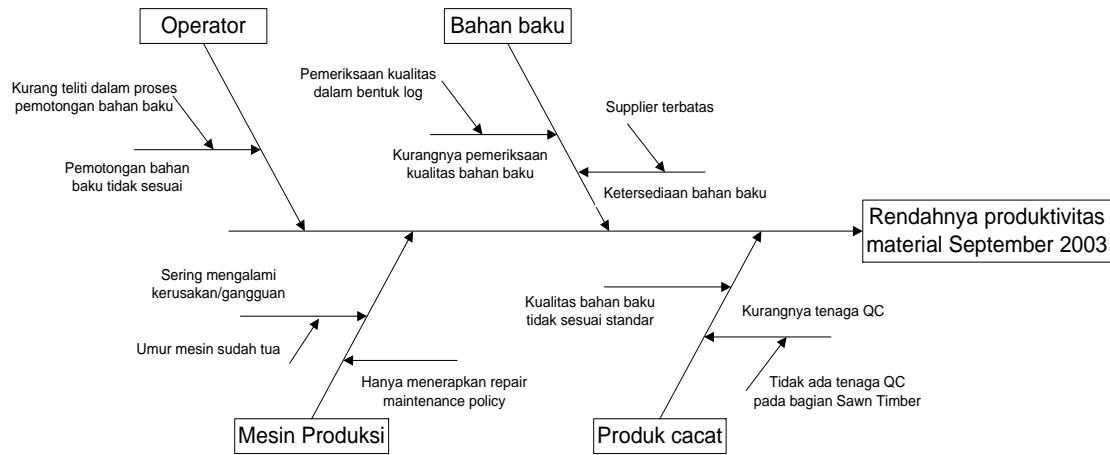 Operator
Bahan baku
Kurang teliti dalam proses
pemotongan bahan baku
Pemotongan bahan
baku tidak sesuai
Pemeriksaan kualitas
dalam bentuk log
Kurangnya pemeriksaan
kualitas bahan baku
Supplier terbatas
Ketersediaan bahan baku
Rendahnya produktivitas
material September 2003
Sering mengalami
kerusakan/gangguan
Umur mesin sudah tua
Hanya menerapkan repair
maintenance policy
Mesin Produksi
Kualitas bahan baku
tidak sesuai standar
Kurangnya tenaga QC
Tidak ada tenaga QC
pada bagian Sawn Timber
Produk cacat